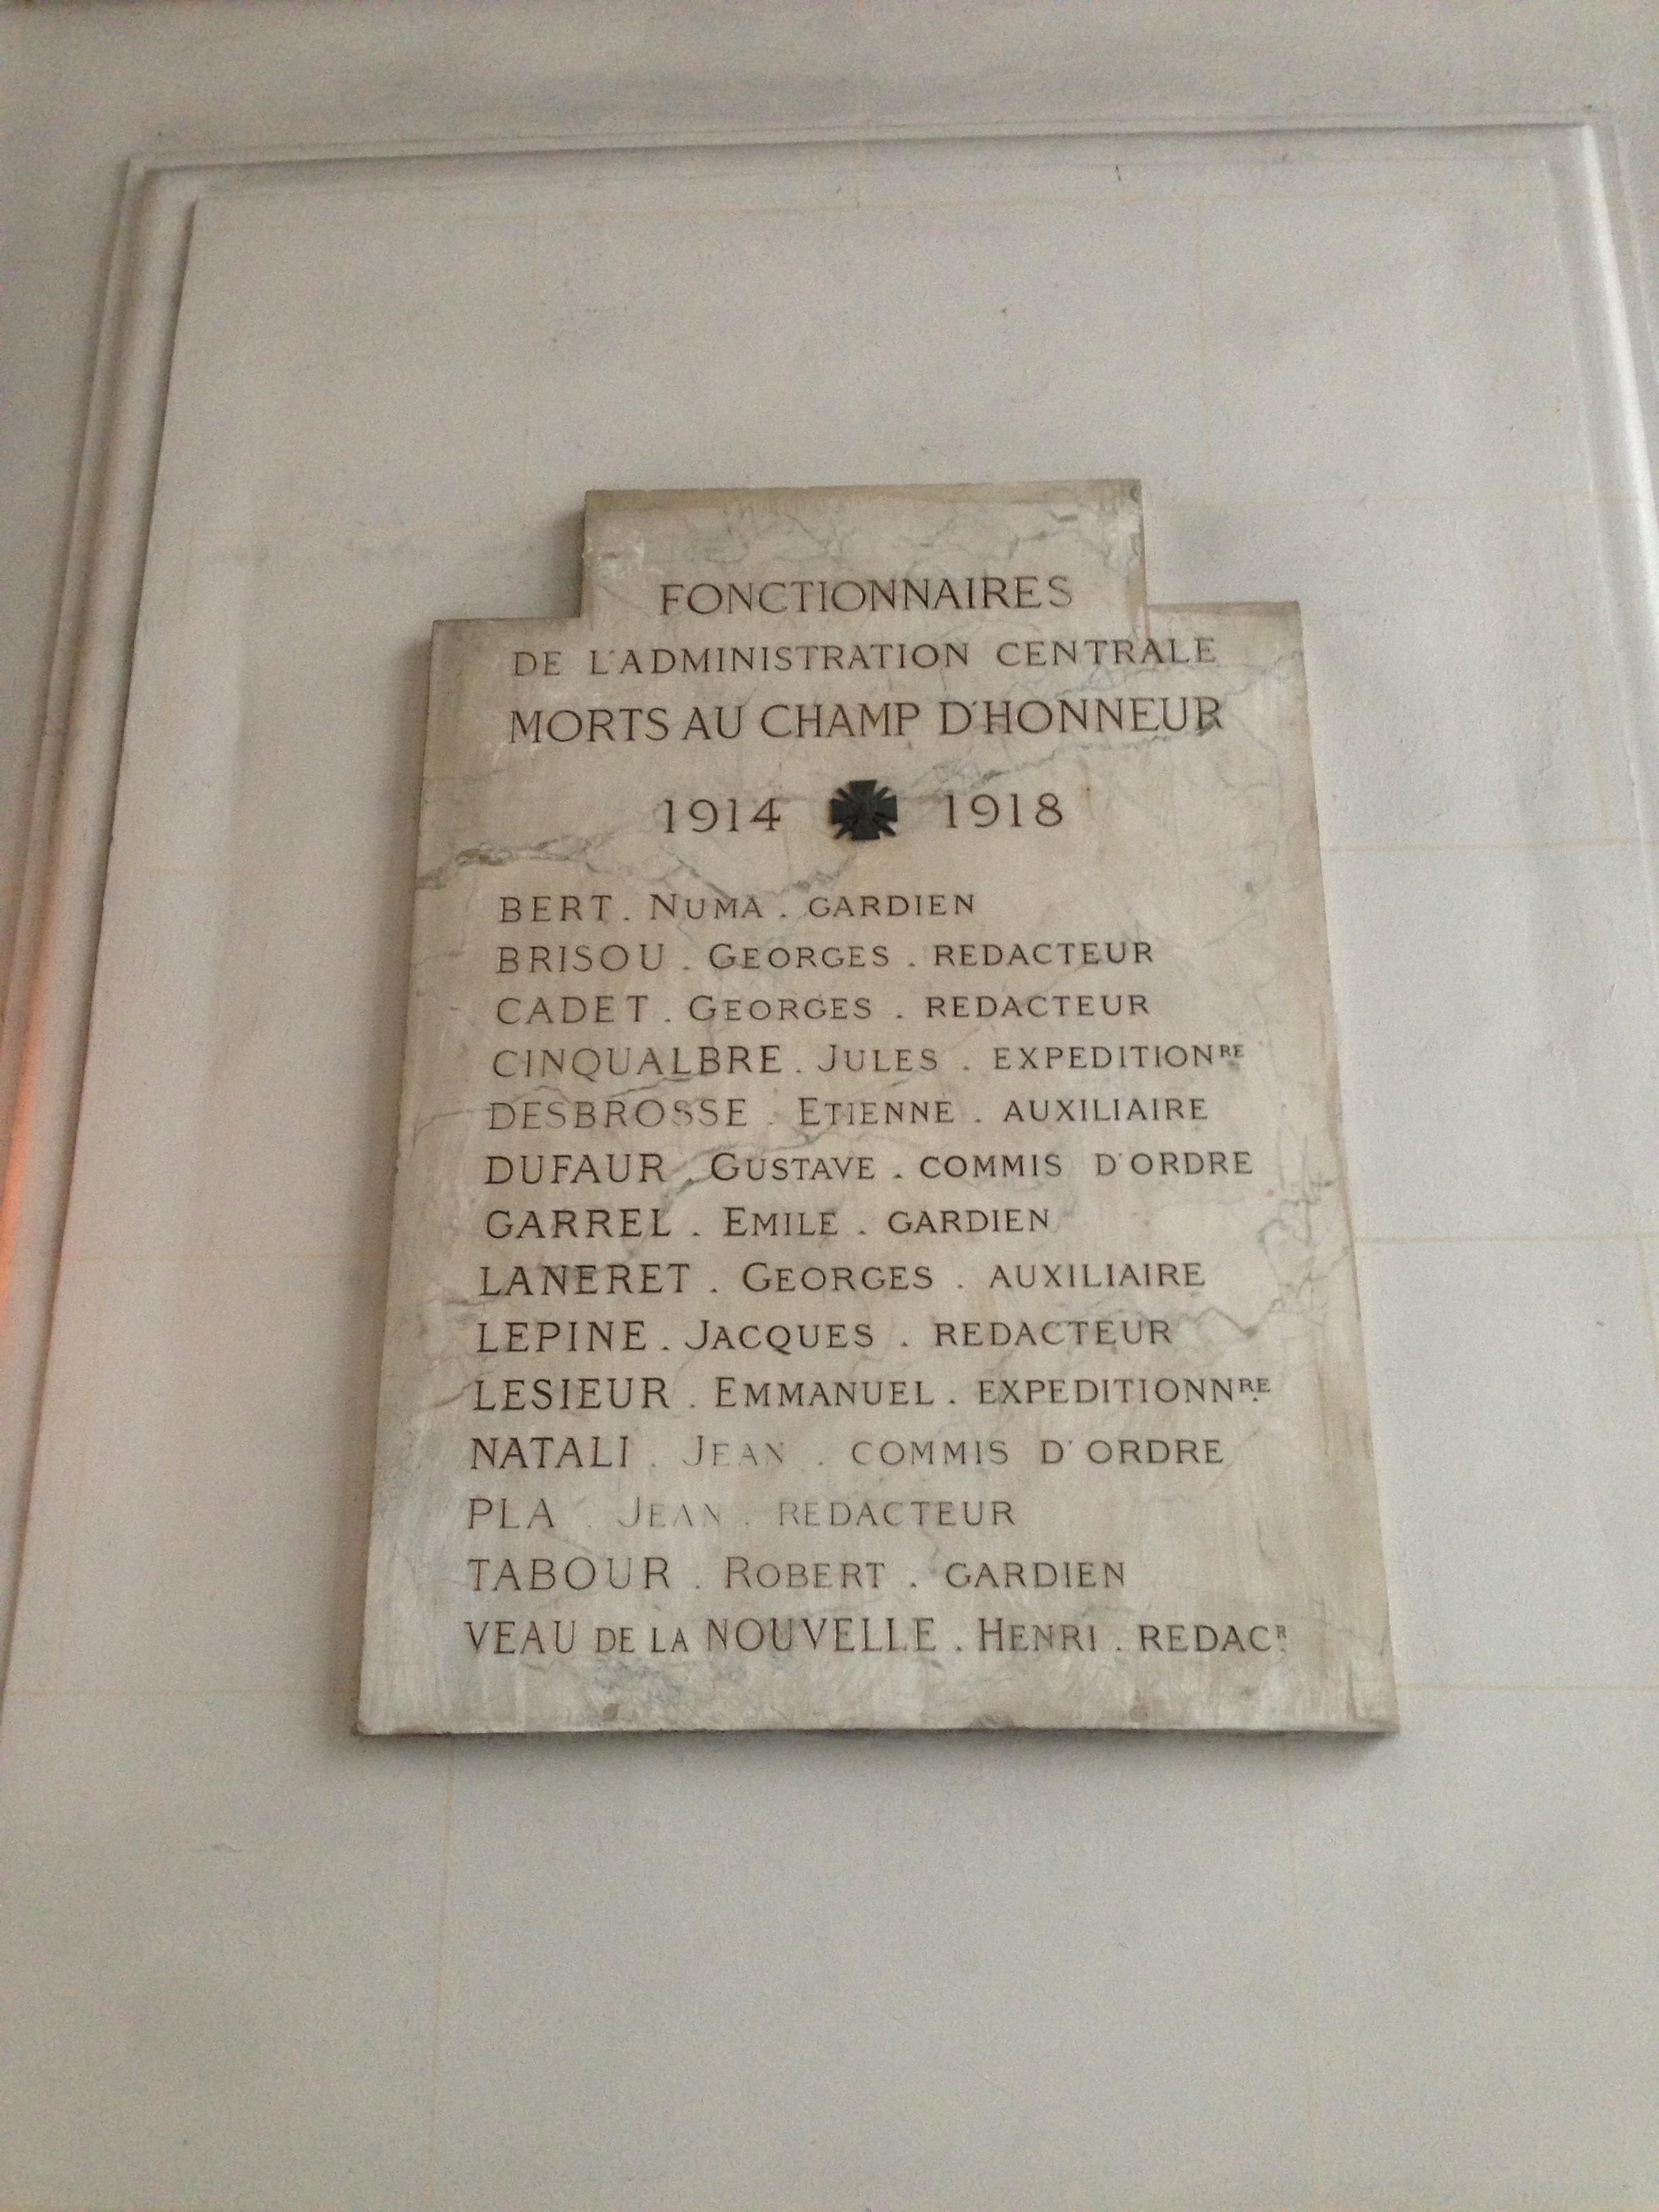 FONCTIONNAIRES
DE L'ADMINISTRATION CENTRALE
MORTS AU CHAMP D'HONNEUR
1914 1918
BERT . NUMA . GARDIEN
BRISOU . GEORGES . REDACTEUR
CADET . GEORGES . REDACTEUR
CINQUALBRE . JULES . EXPEDITIONRE
DESBROSSE . ETIENNE . AUXILIAIRE
DUFAUR . GUSTAVE . COMMIS D'ORDRE
GARREL . EMILE . GARDIEN
LANERET . GEORGES . AUXILIAIRE
LEPINE . JACQUES . REDACTEUR
LESIEUR . EMMANUEL . EXPEDITIONNRE
NATALI . JEAN . COMMIS D'ORDRE
PLA . JEAN . REDACTEUR
TABOUR . ROBERT . GARDIEN
VEAU DE LA NOUVELLE . HENRI . REDACR